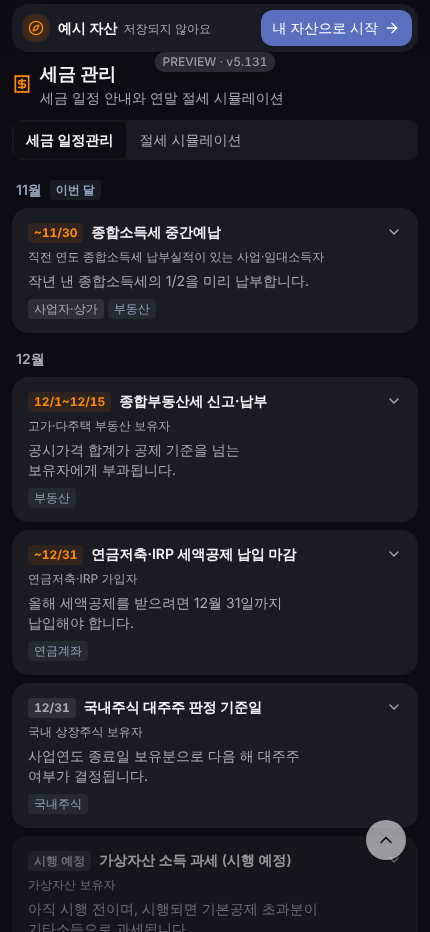 예시 자산 저장되지 않아요
내 자산으로 시작 →
PREVIEW · v5.131
세금 관리
세금 일정 안내와 연말 절세 시뮬레이션
세금 일정관리 절세 시뮬레이션
11월 이번 달
~11/30 종합소득세 중간예납
직전 연도 종합소득세 납부실적이 있는 사업·임대소득자
작년 낸 종합소득세의 1/2을 미리 납부합니다.
사업자·상가 부동산
12월
12/1~12/15 종합부동산세 신고·납부
고가·다주택 부동산 보유자
공시가격 합계가 공제 기준을 넘는
보유자에게 부과됩니다.
부동산
~12/31 연금저축·IRP 세액공제 납입 마감
연금저축·IRP 가입자
올해 세액공제를 받으려면 12월 31일까지
납입해야 합니다.
연금계좌
12/31 국내주식 대주주 판정 기준일
국내 상장주식 보유자
사업연도 종료일 보유분으로 다음 해 대주주
여부가 결정됩니다.
국내주식
시행 예정 가상자산 소득 과세 (시행 예정)
가상자산 보유자
아직 시행 전이며, 시행되면 기본공제 초과분이
기타소득으로 과세됩니다.